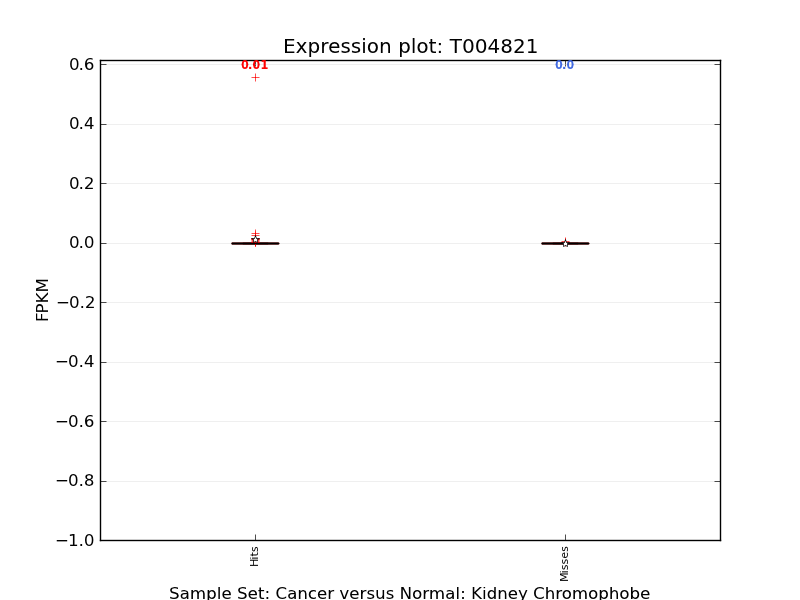 Expression plot: T004821
0.01
0.0
0.6
0.4
0.2
0.0
−0.2
−0.4
−0.6
−0.8
−1.0
FPKM
Hits
Misses
Sample Set: Cancer versus Normal: Kidney Chromophobe